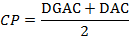 CP = (DGAC + DAC) / 2